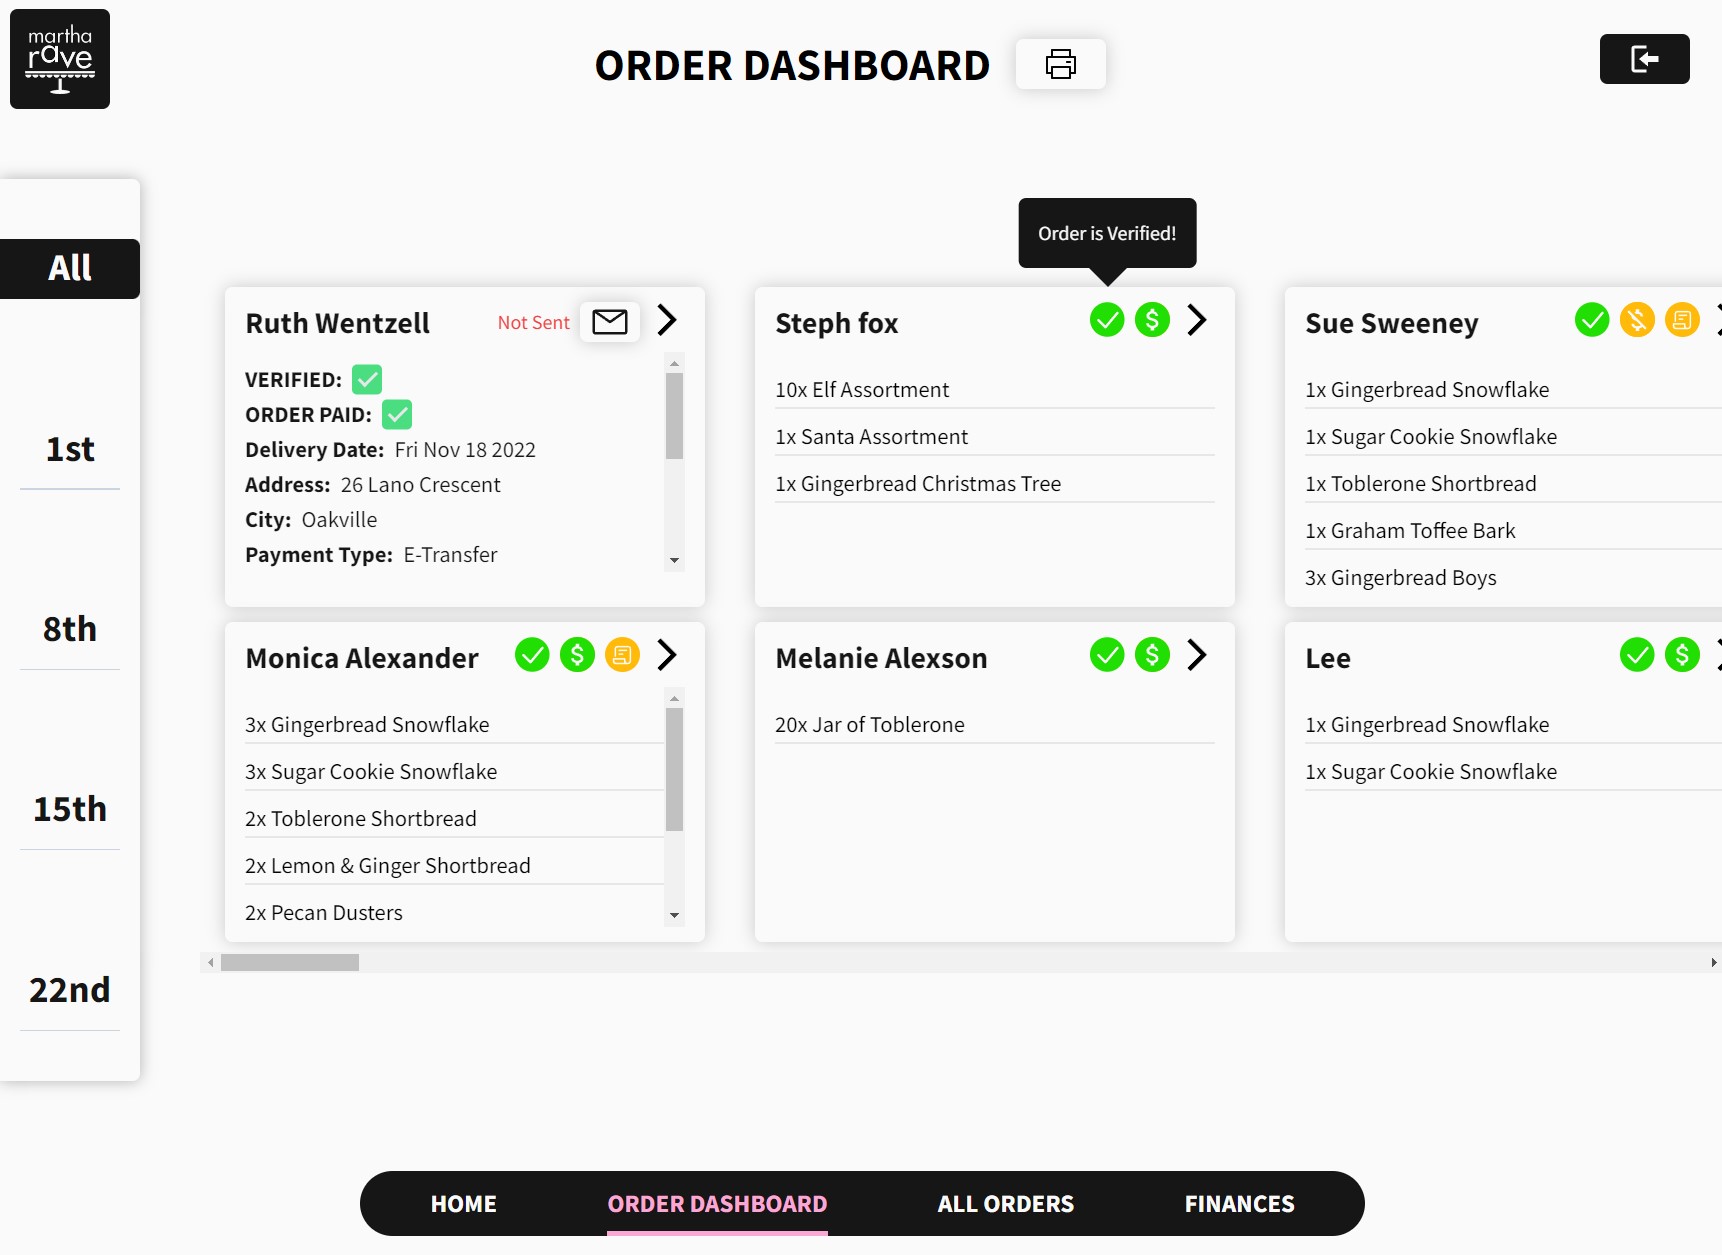 martha
rave
ORDER DASHBOARD
All
1st
8th
15th
22nd
Order is Verified!
Ruth Wentzell
Not Sent
VERIFIED:
ORDER PAID:
Delivery Date: Fri Nov 18 2022
Address: 26 Lano Crescent
City: Oakville
Payment Type: E-Transfer
Steph fox
10x Elf Assortment
1x Santa Assortment
1x Gingerbread Christmas Tree
Sue Sweeney
1x Gingerbread Snowflake
1x Sugar Cookie Snowflake
1x Toblerone Shortbread
1x Graham Toffee Bark
3x Gingerbread Boys
Monica Alexander
3x Gingerbread Snowflake
3x Sugar Cookie Snowflake
2x Toblerone Shortbread
2x Lemon & Ginger Shortbread
2x Pecan Dusters
Melanie Alexson
20x Jar of Toblerone
Lee
1x Gingerbread Snowflake
1x Sugar Cookie Snowflake
HOME
ORDER DASHBOARD
ALL ORDERS
FINANCES